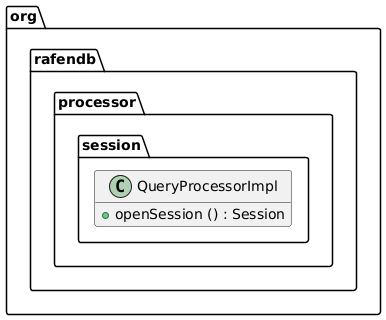 org
rafendb
processor
session
C QueryProcessorImpl
openSession () : Session